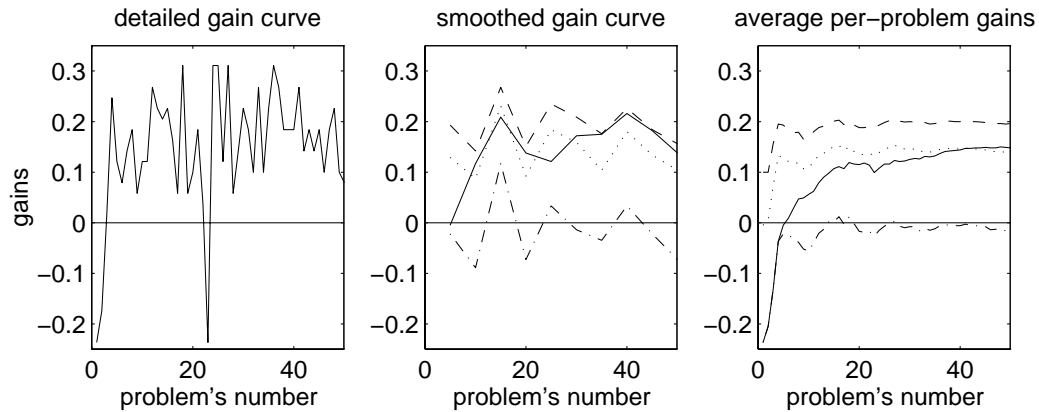 detailed gain curve
smoothed gain curve
average per−problem gains
gains
0.3
0.2
0.1
0
−0.1
−0.2
0 20 40
problem's number
0.3
0.2
0.1
0
−0.1
−0.2
0 20 40
problem's number
0.3
0.2
0.1
0
−0.1
−0.2
0 20 40
problem's number